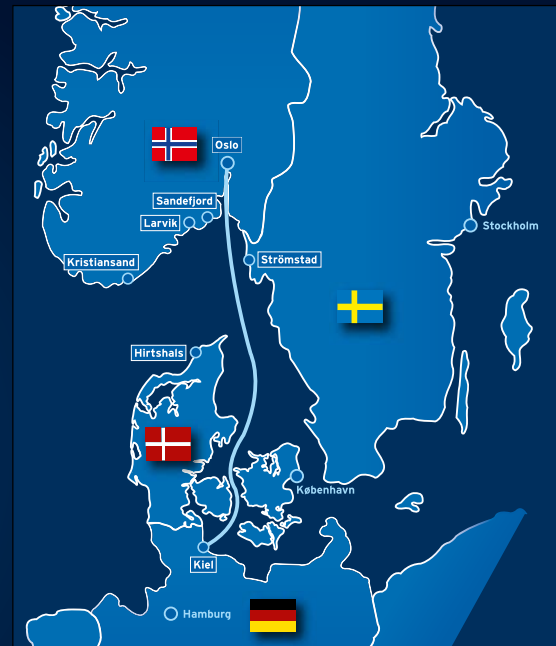 Oslo
Sandefjord
Larvik
Stockholm
Kristiansand
Strömstad
Hirtshals
København
Kiel
Hamburg